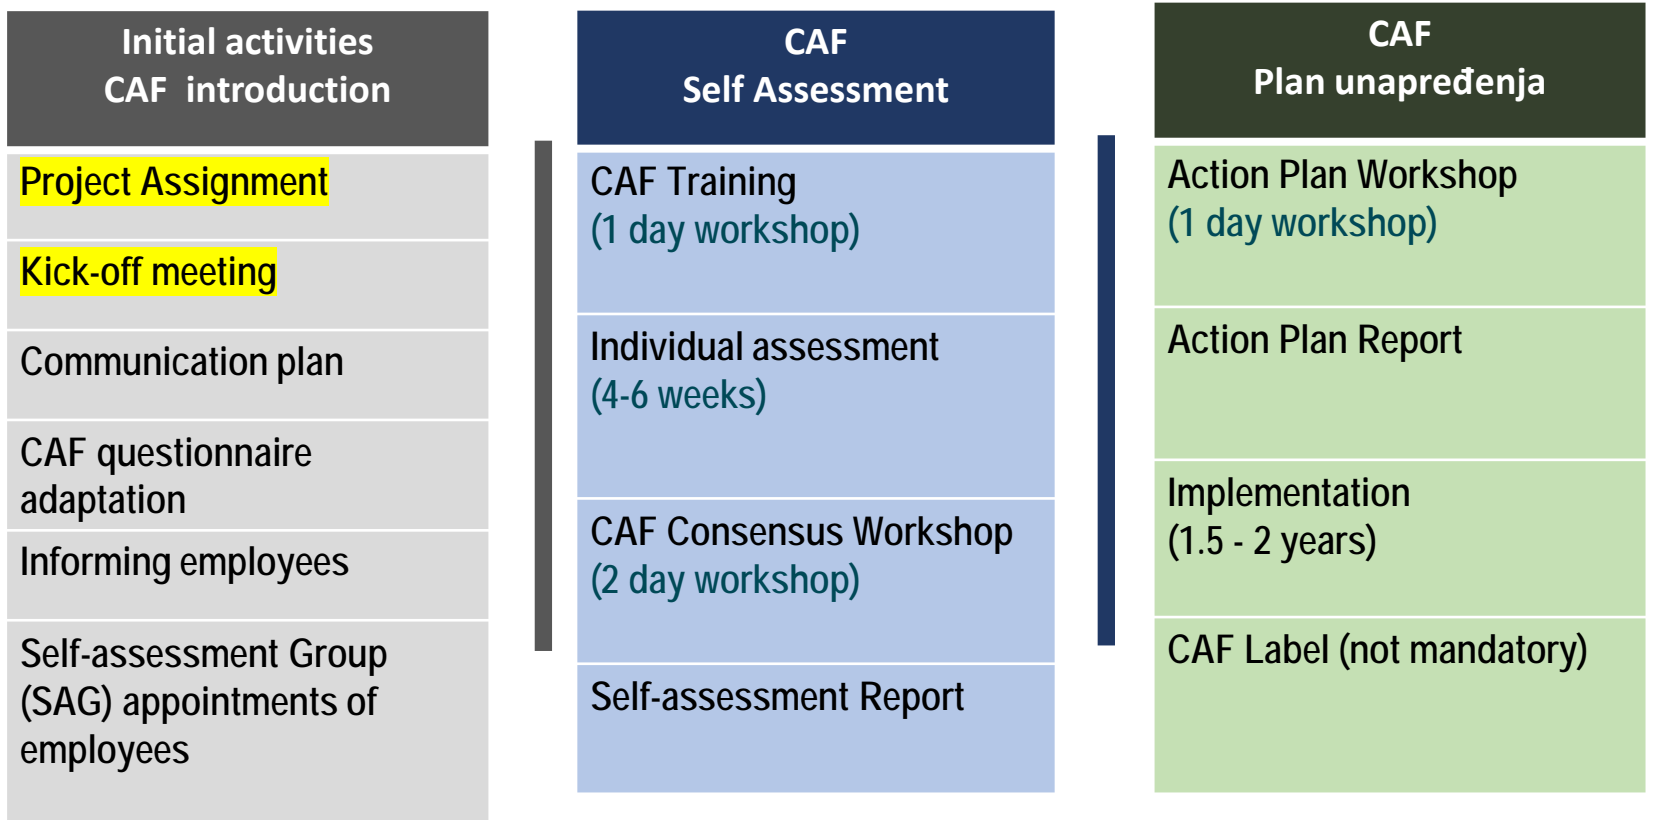 Initial activities
CAF introduction
Project Assignment
Kick-off meeting
Communication plan
CAF questionnaire
adaptation
Informing employees
Self-assessment Group
(SAG) appointments of
employees
CAF
Self Assessment
CAF Training
(1 day workshop)
Individual assessment
(4-6 weeks)
CAF Consensus Workshop
(2 day workshop)
Self-assessment Report
CAF
Plan unapređenja
Action Plan Workshop
(1 day workshop)
Action Plan Report
Implementation
(1.5 - 2 years)
CAF Label (not mandatory)